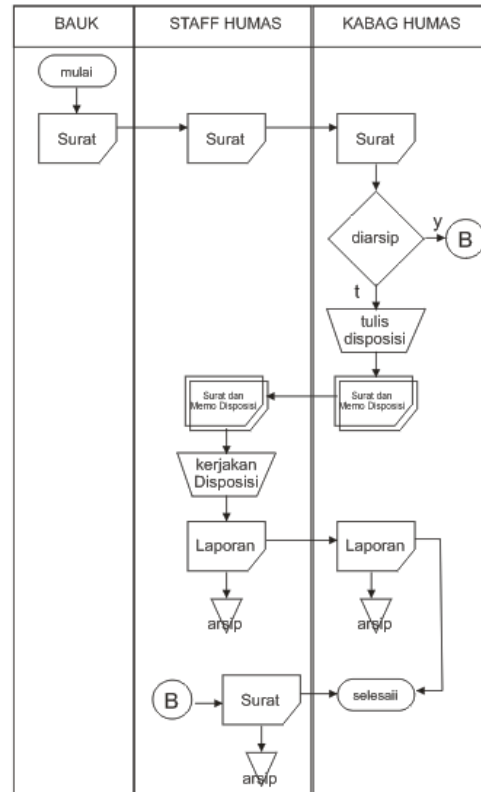 BAUK
STAFF HUMAS
KABAG HUMAS
mulai
Surat
Surat
Surat
diarsip
y
B
t
tulis
disposisi
Surat dan
Memo Disposisi
Surat dan
Memo Disposisi
kerjakan
Disposisi
Laporan
Laporan
arsip
arsip
B
Surat
selesaii
arsip